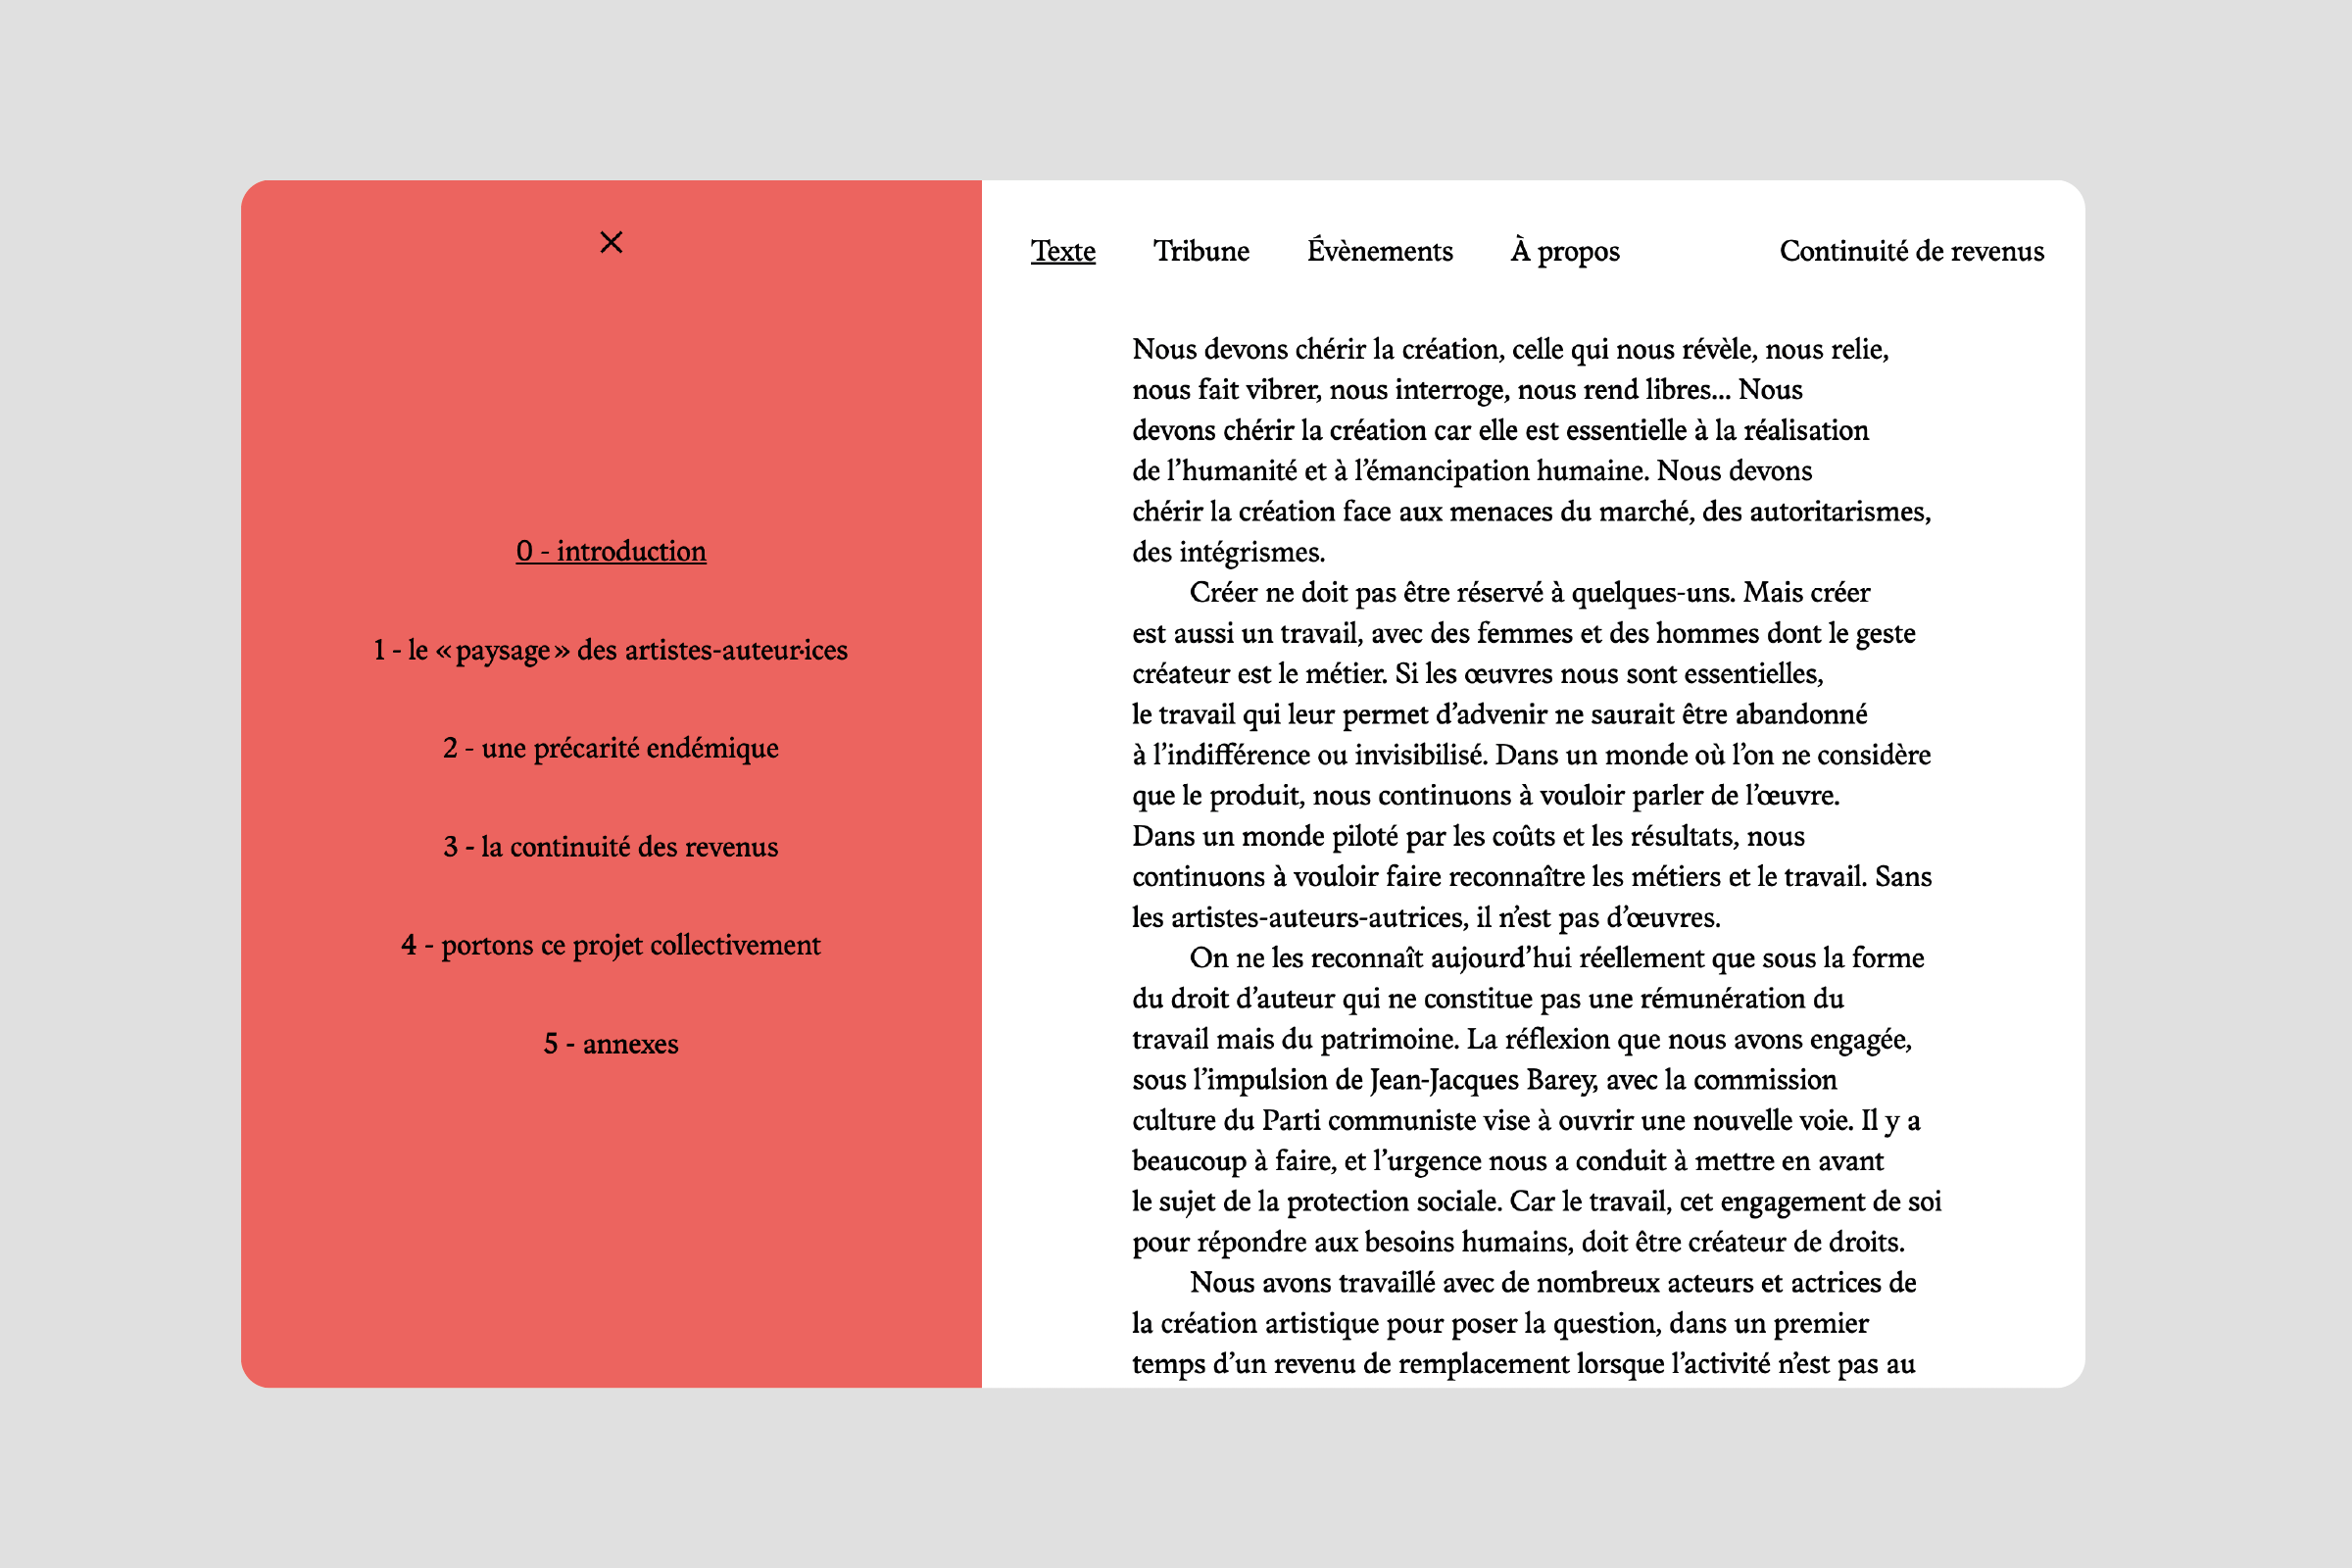 ×
0 - introduction
1 - le « paysage » des artistes-auteur·ices
2 - une précarité endémique
3 - la continuité des revenus
4 - portons ce projet collectivement
5 - annexes
Texte Tribune Évènements À propos Continuité de revenus
Nous devons chérir la création, celle qui nous révèle, nous relie,
nous fait vibrer, nous interroge, nous rend libres… Nous
devons chérir la création car elle est essentielle à la réalisation
de l’humanité et à l’émancipation humaine. Nous devons
chérir la création face aux menaces du marché, des autoritarismes,
des intégrismes.
Créer ne doit pas être réservé à quelques-uns. Mais créer
est aussi un travail, avec des femmes et des hommes dont le geste
créateur est le métier. Si les œuvres nous sont essentielles,
le travail qui leur permet d’advenir ne saurait être abandonné
à l’indifférence ou invisibilisé. Dans un monde où l’on ne considère
que le produit, nous continuons à vouloir parler de l’œuvre.
Dans un monde piloté par les coûts et les résultats, nous
continuons à vouloir faire reconnaître les métiers et le travail. Sans
les artistes-auteurs-autrices, il n’est pas d’œuvres.
On ne les reconnaît aujourd’hui réellement que sous la forme
du droit d’auteur qui ne constitue pas une rémunération du
travail mais du patrimoine. La réflexion que nous avons engagée,
sous l’impulsion de Jean-Jacques Barey, avec la commission
culture du Parti communiste vise à ouvrir une nouvelle voie. Il y a
beaucoup à faire, et l’urgence nous a conduit à mettre en avant
le sujet de la protection sociale. Car le travail, cet engagement de soi
pour répondre aux besoins humains, doit être créateur de droits.
Nous avons travaillé avec de nombreux acteurs et actrices de
la création artistique pour poser la question, dans un premier
temps d’un revenu de remplacement lorsque l’activité n’est pas au